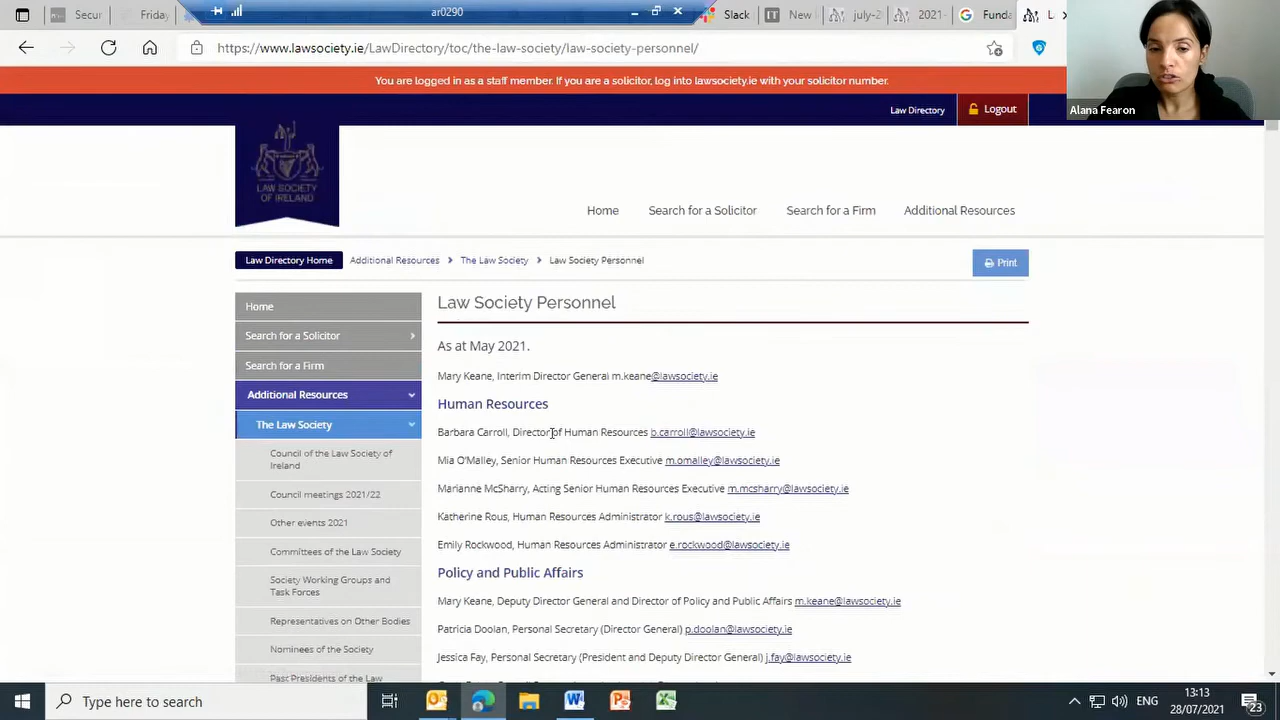 Secur
Friday
ar0290
Slack
New
july-2
2021-
Funda
L
https://www.lawsociety.ie/LawDirectory/toc/the-law-society/law-society-personnel/
You are logged in as a staff member. If you are a solicitor, log into lawsociety.ie with your solicitor number.
Alana Fearon
Law Directory
Logout
LAW SOCIETY
OF IRELAND
Home
Search for a Solicitor
Search for a Firm
Additional Resources
Law Directory Home
Additional Resources
The Law Society
Law Society Personnel
Print
Home
Search for a Solicitor
Search for a Firm
Additional Resources
The Law Society
Council of the Law Society of
Ireland
Council meetings 2021/22
Other events 2021
Committees of the Law Society
Society Working Groups and
Task Forces
Representatives on Other Bodies
Nominees of the Society
Past Presidents of the Law
Law Society Personnel
As at May 2021.
Mary Keane, Interim Director General m.keane@lawsociety.ie
Human Resources
Barbara Carroll, Director of Human Resources b.carroll@lawsociety.ie
Mia O'Malley, Senior Human Resources Executive m.omalley@lawsociety.ie
Marianne McSharry, Acting Senior Human Resources Executive m.mcsharry@lawsociety.ie
Katherine Rous, Human Resources Administrator k.rous@lawsociety.ie
Emily Rockwood, Human Resources Administrator e.rockwood@lawsociety.ie
Policy and Public Affairs
Mary Keane, Deputy Director General and Director of Policy and Public Affairs m.keane@lawsociety.ie
Patricia Doolan, Personal Secretary (Director General) p.doolan@lawsociety.ie
Jessica Fay, Personal Secretary (President and Deputy Director General) j.fay@lawsociety.ie
Type here to search
ENG
13:13
28/07/2021
23